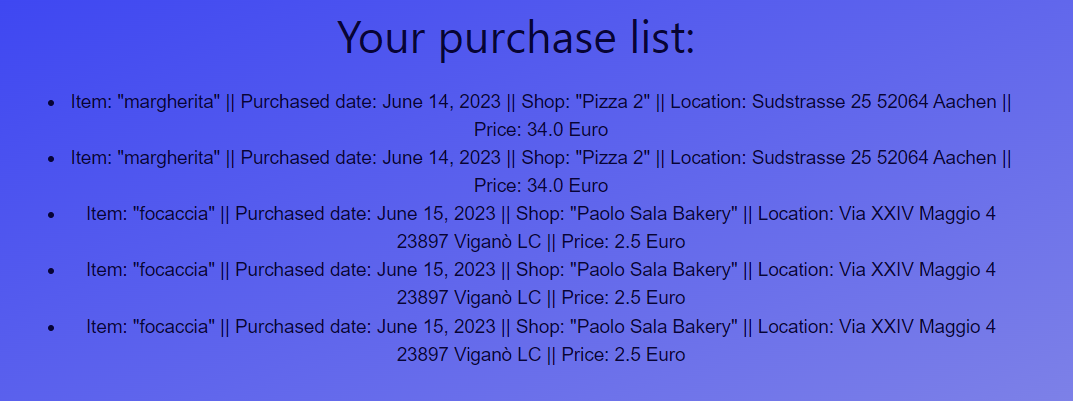 Your purchase list:
• Item: "margherita" || Purchased date: June 14, 2023 || Shop: "Pizza 2" || Location: Sudstrasse 25 52064 Aachen ||
Price: 34.0 Euro
• Item: "margherita" || Purchased date: June 14, 2023 || Shop: "Pizza 2" || Location: Sudstrasse 25 52064 Aachen ||
Price: 34.0 Euro
• Item: "focaccia" || Purchased date: June 15, 2023 || Shop: "Paolo Sala Bakery" || Location: Via XXIV Maggio 4
23897 Viganò LC || Price: 2.5 Euro
• Item: "focaccia" || Purchased date: June 15, 2023 || Shop: "Paolo Sala Bakery" || Location: Via XXIV Maggio 4
23897 Viganò LC || Price: 2.5 Euro
• Item: "focaccia" || Purchased date: June 15, 2023 || Shop: "Paolo Sala Bakery" || Location: Via XXIV Maggio 4
23897 Viganò LC || Price: 2.5 Euro